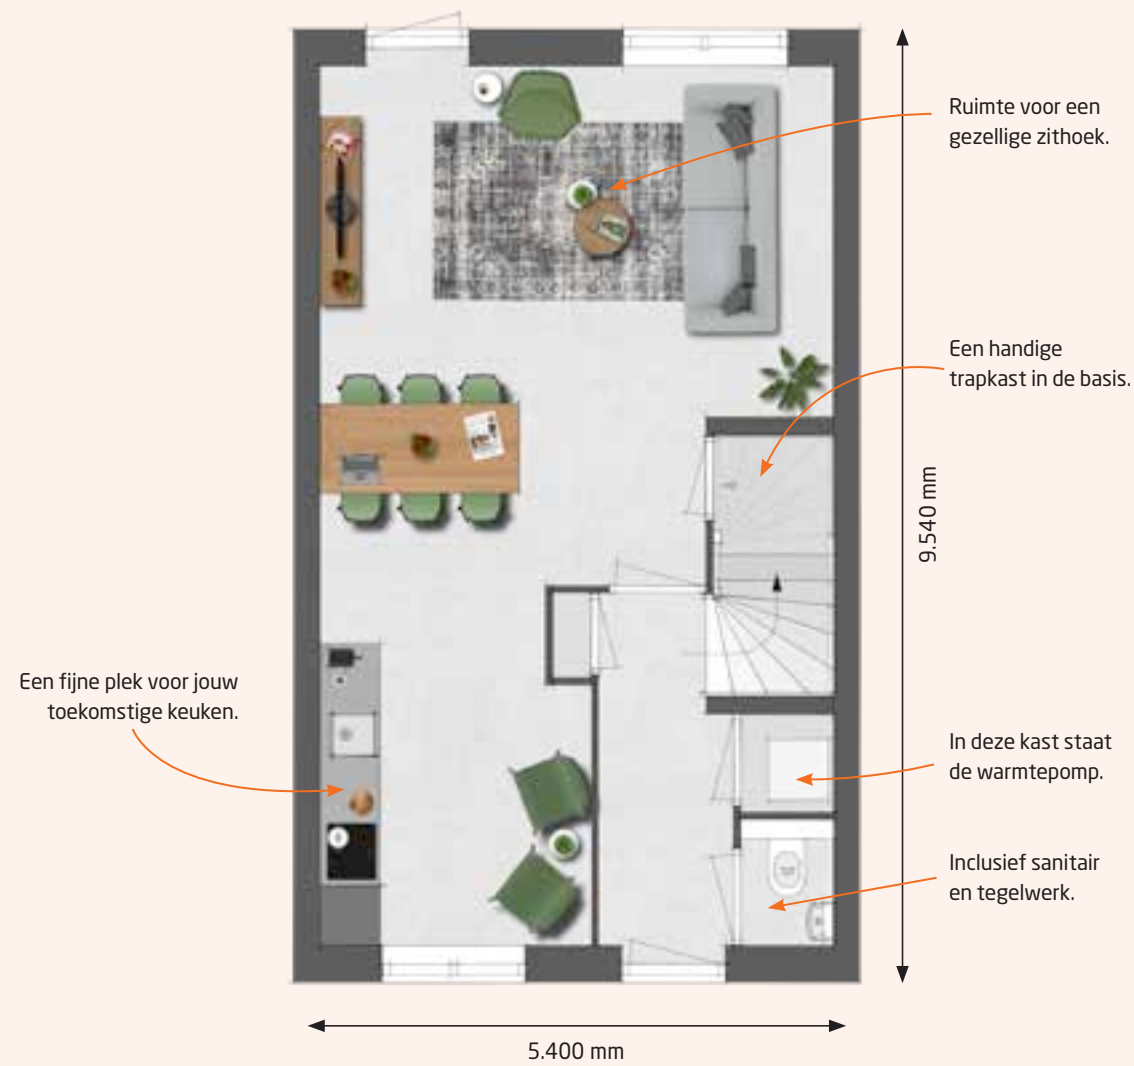 Ruimte voor een
gezellige zithoek.
Een handige
trapkast in de basis.
9.540 mm
Een fijne plek voor jouw
toekomstige keuken.
In deze kast staat
de warmtepomp.
Inclusief sanitair
en tegelwerk.
5.400 mm